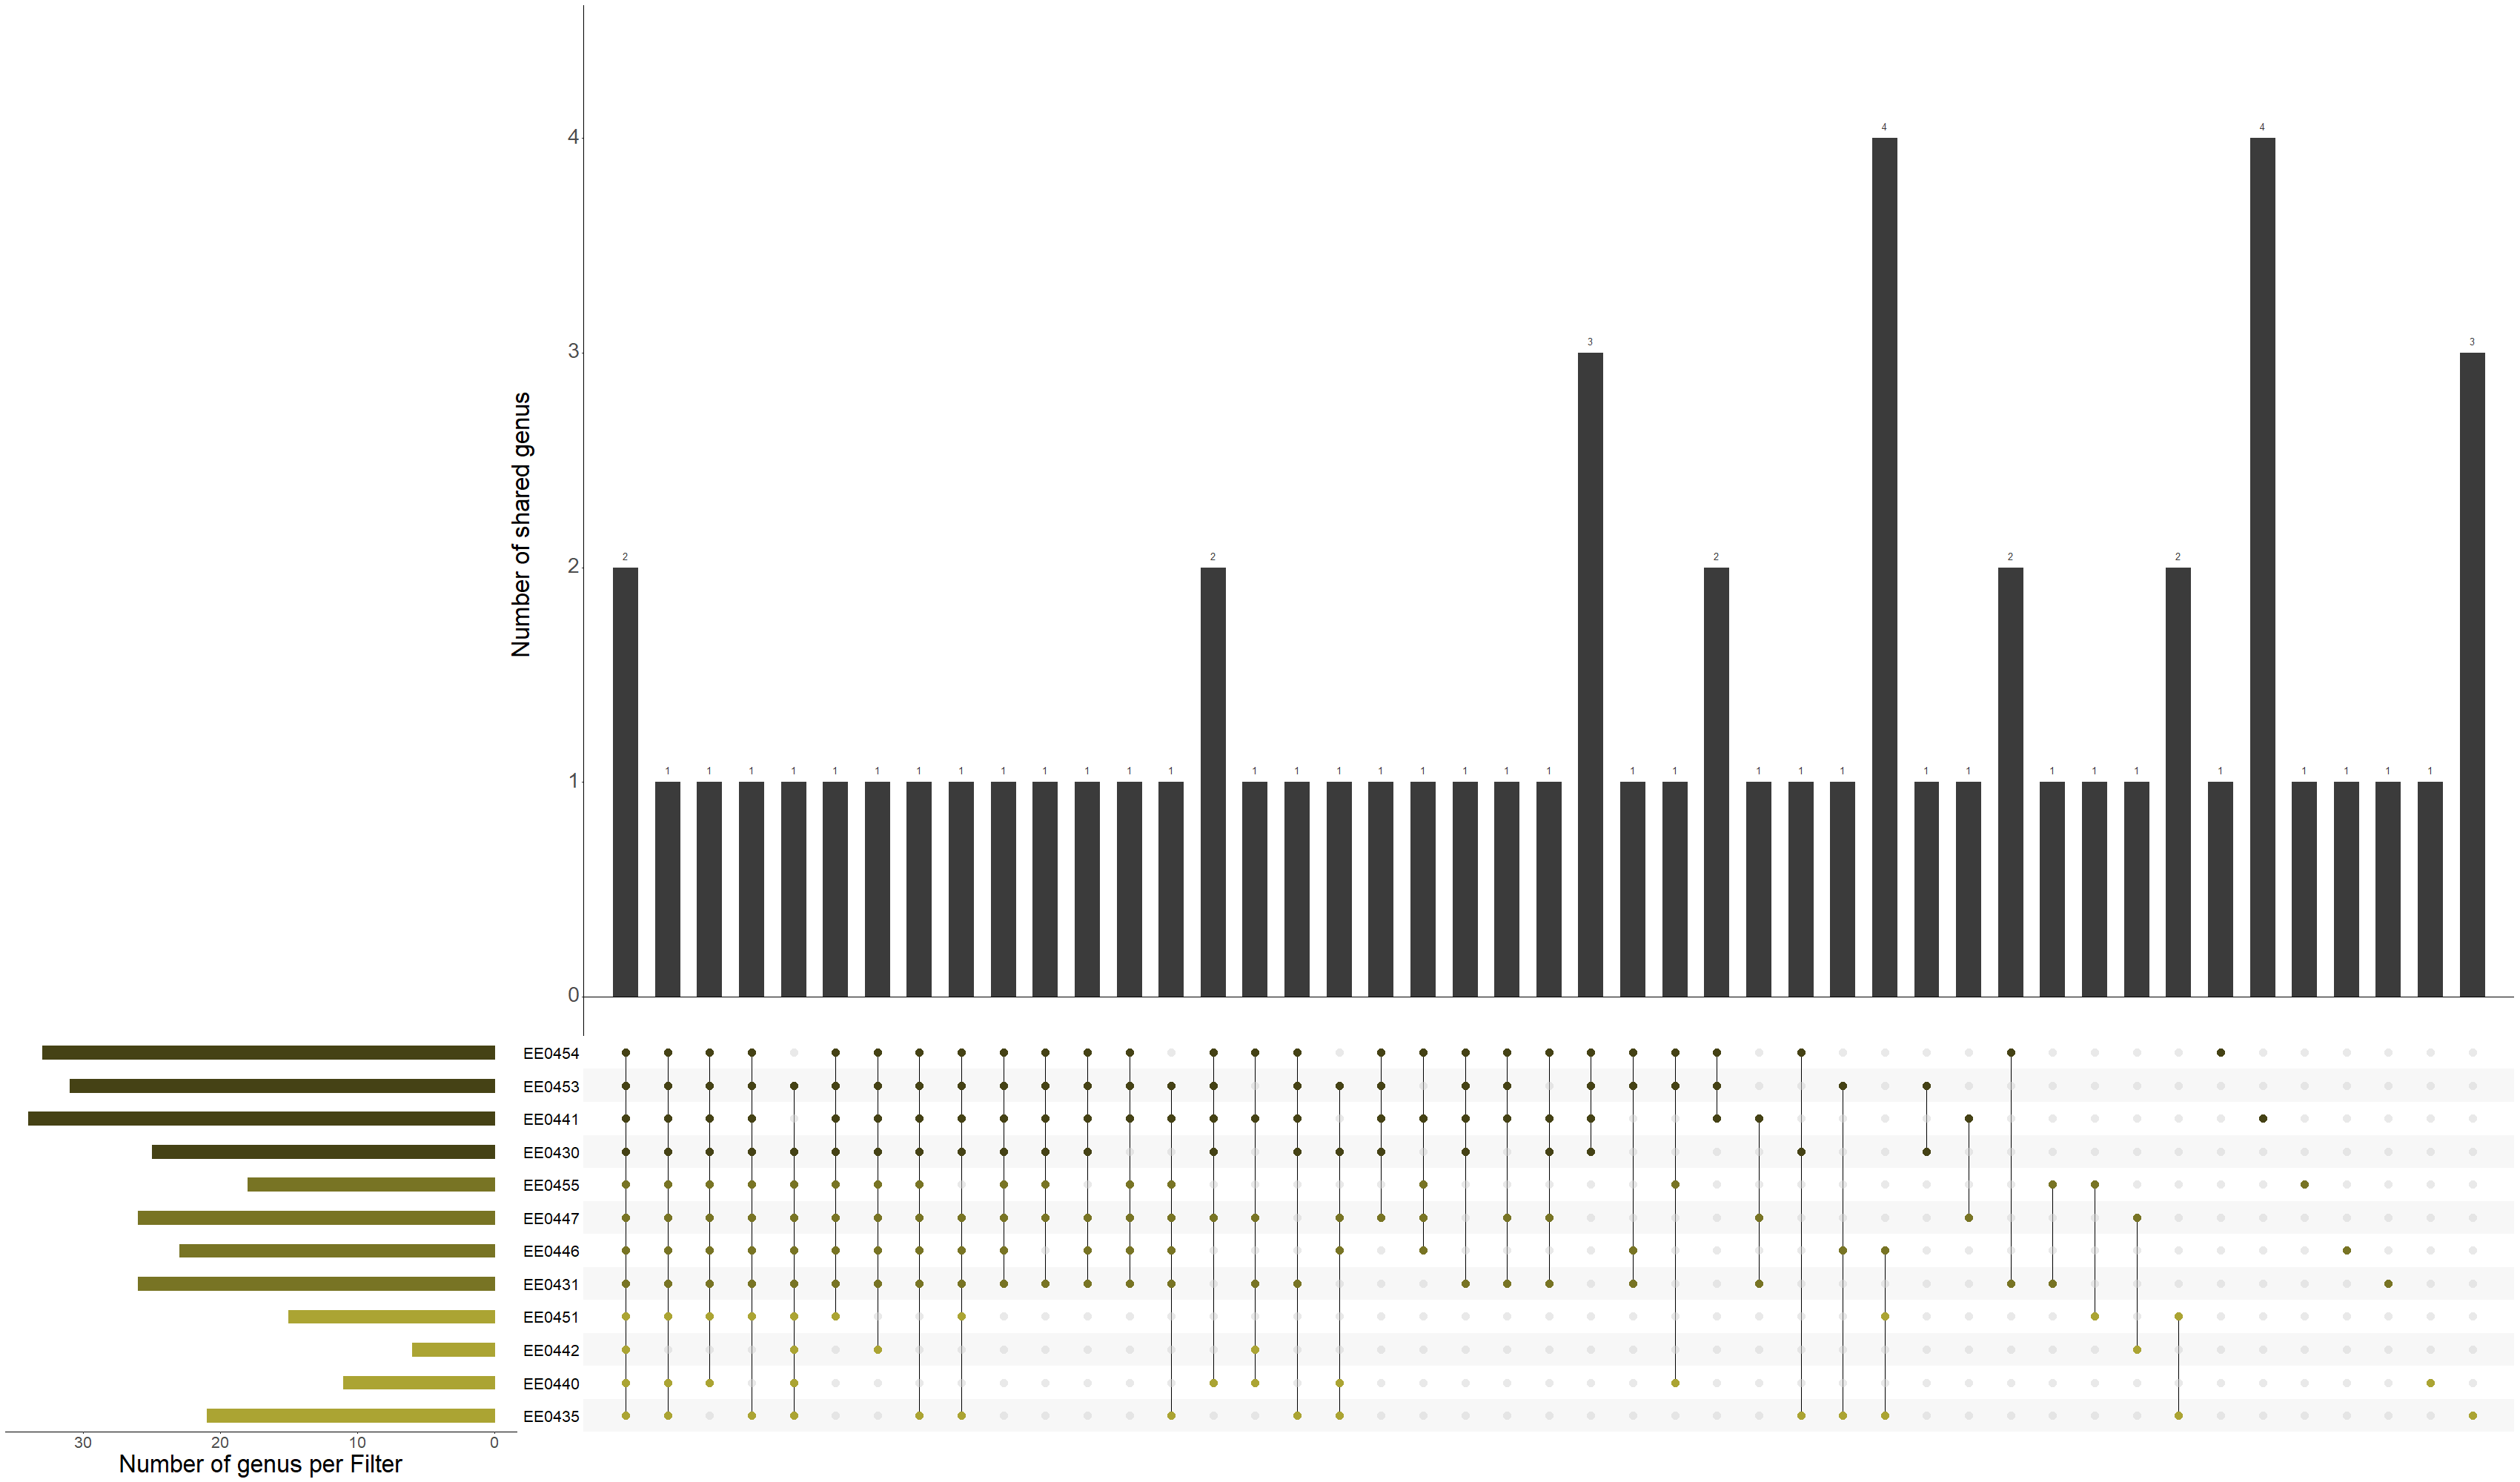 4 4
4
3 3
3
Number of shared genus
2 2 2 2 2
2
1 1 1 1 1 1 1 1 1 1 1 1 1 1 1 1 1 1 1 1 1 1 1 1 1 1 1 1 1 1 1 1 1 1 1 1
1
0
EE0454
EE0453
EE0441
EE0430
EE0455
EE0447
EE0446
EE0431
EE0451
EE0442
EE0440
EE0435
30 20 10 0
Number of genus per Filter